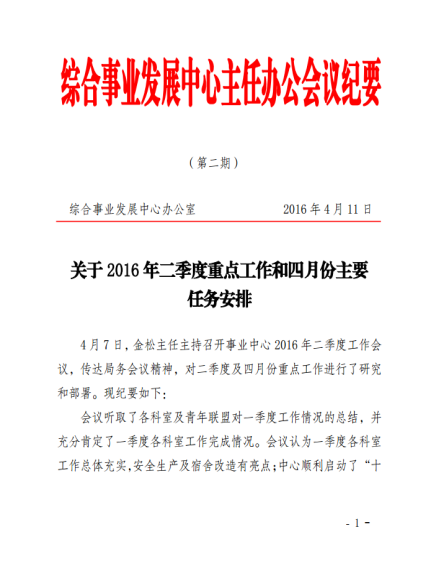 综合事业发展中心主任办公会议纪要
（第二期）
综合事业发展中心办公室 2016 年 4 月 11 日
关于 2016 年二季度重点工作和四月份主要
任务安排
4 月 7 日，金松主任主持召开事业中心 2016 年二季度工作会
议，传达局务会议精神，对二季度及四月份重点工作进行了研究
和部署。现纪要如下：
会议听取了各科室及青年联盟对一季度工作情况的总结，并
充分肯定了一季度各科室工作完成情况。会议认为一季度各科室
工作总体充实,安全生产及宿舍改造有亮点;中心顺利启动了“十
- 1 -